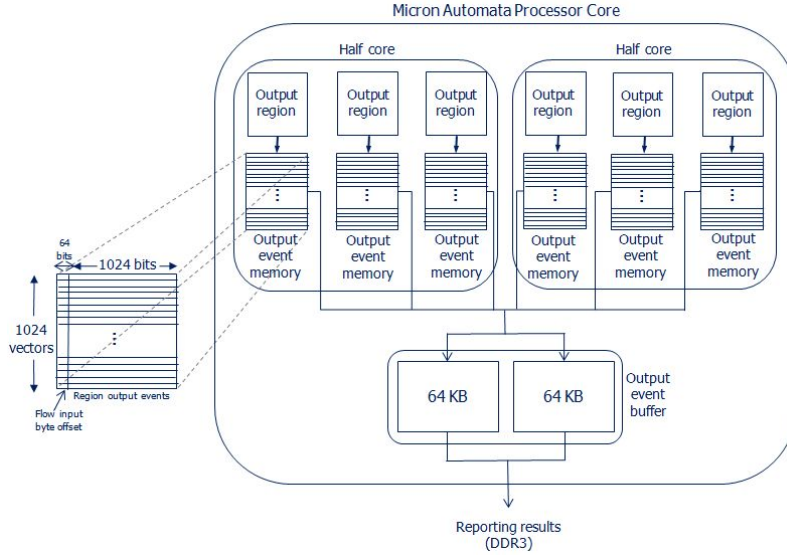 Micron Automata Processor Core
Half core
Half core
Output
region
Output
region
Output
region
Output
region
Output
region
Output
region
Output
event
memory
Output
event
memory
Output
event
memory
Output
event
memory
Output
event
memory
Output
event
memory
64
bits
1024 bits
1024
vectors
Region output events
Flow input
byte offset
64 KB
64 KB
Output
event
buffer
Reporting results
(DDR3)